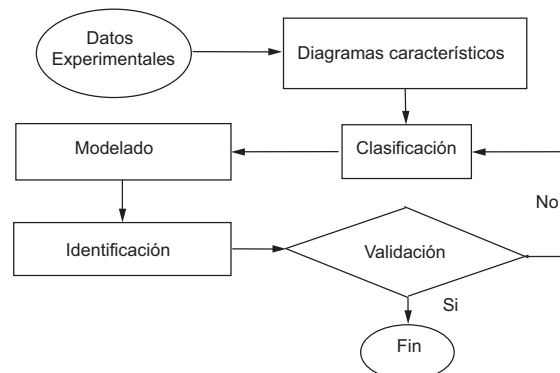 Datos
Experimentales
Diagramas característicos
Modelado
Clasificación
No
Identificación
Validación
Si
Fin